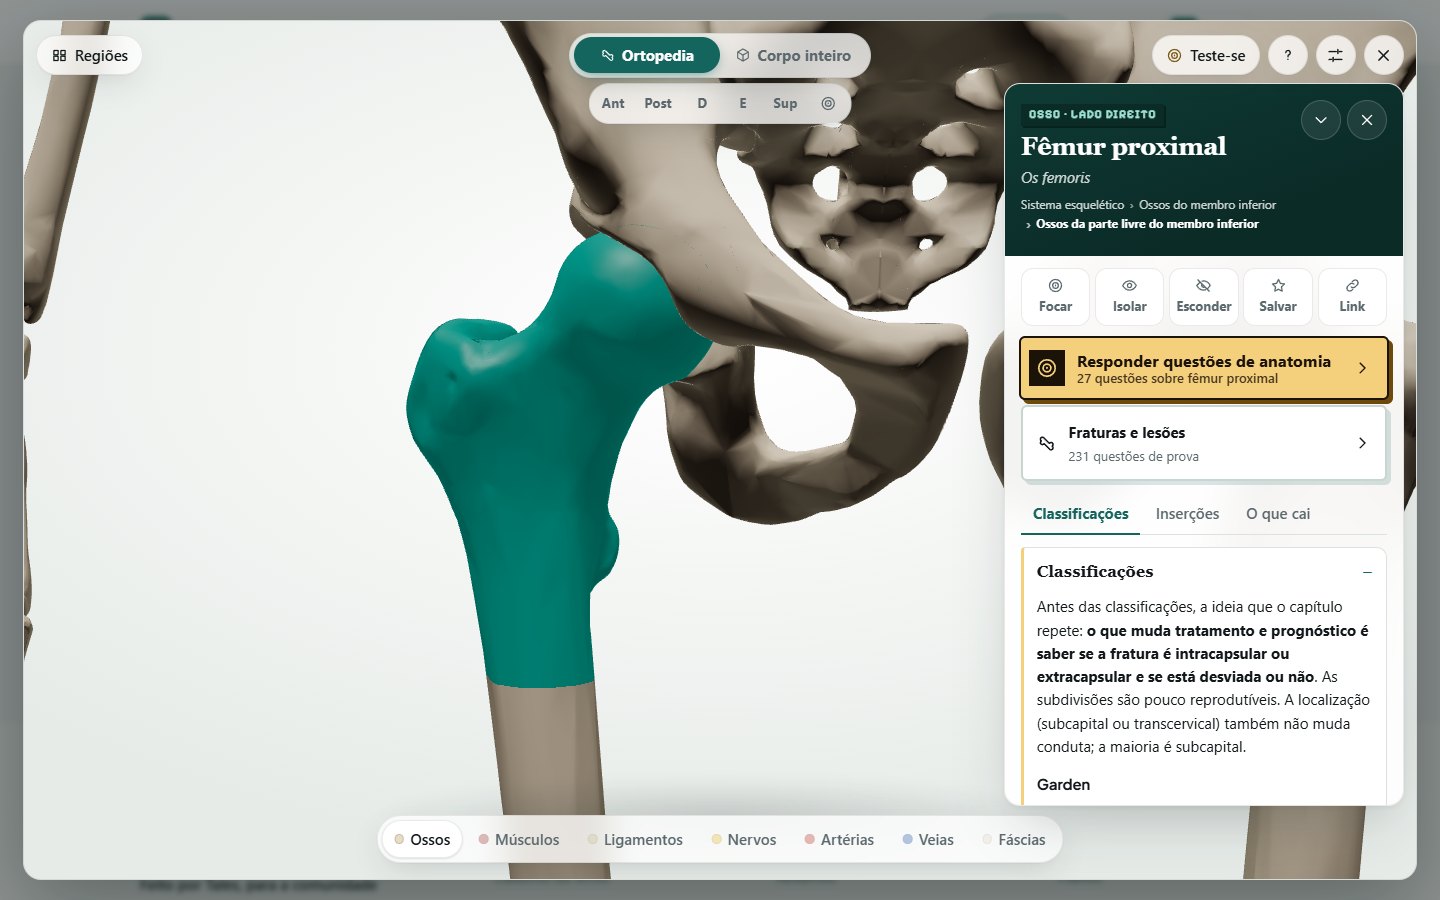 Regiões
Ortopedia
Corpo inteiro
Teste-se
?
Ant
Post
D
E
Sup
OSSO · LADO DIREITO
Fêmur proximal
Os femoris
Sistema esquelético › Ossos do membro inferior
› Ossos da parte livre do membro inferior
Focar
Isolar
Esconder
Salvar
Link
Responder questões de anatomia
27 questões sobre fêmur proximal
Fraturas e lesões
231 questões de prova
Classificações
Inserções
O que cai
Classificações
Antes das classificações, a ideia que o capítulo
repete: o que muda tratamento e prognóstico é
saber se a fratura é intracapsular ou
extracapsular e se está desviada ou não. As
subdivisões são pouco reprodutíveis. A localização
(subcapital ou transcervical) também não muda
conduta; a maioria é subcapital.
Garden
Ossos
Músculos
Ligamentos
Nervos
Artérias
Veias
Fáscias
Feito por Taiks, para a comunidade